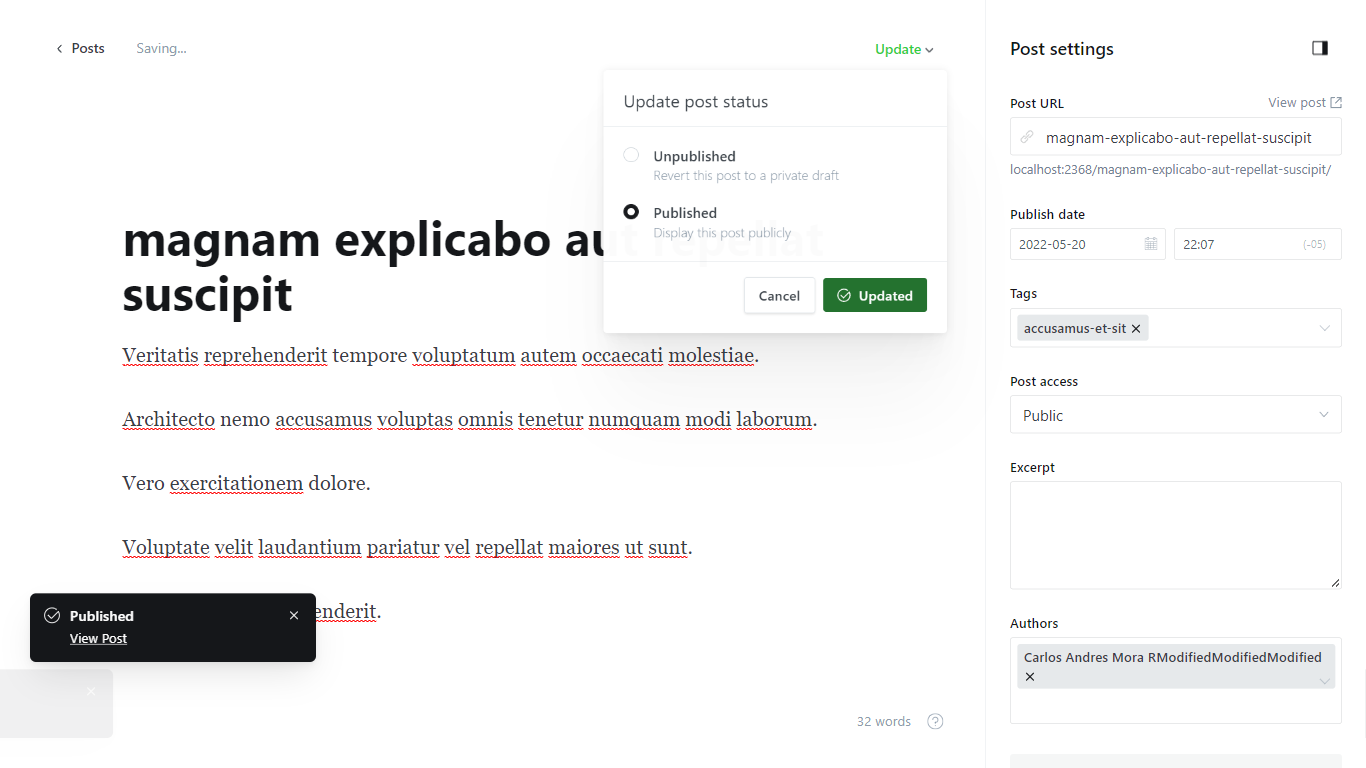 Posts
Saving...
Update
Update post status
Unpublished
Revert this post to a private draft
Published
Display this post publicly
Cancel
Updated
magnam explicabo aut repellat
suscipit
Veritatis reprehenderit tempore voluptatum autem occaecati molestiae.
Architecto nemo accusamus voluptas omnis tenetur numquam modi laborum.
Vero exercitationem dolore.
Voluptate velit laudantium pariatur vel repellat maiores ut sunt.
enderit.
Published
View Post
32 words
Post settings
Post URL
View post
magnam-explicabo-aut-repellat-suscipit
localhost:2368/magnam-explicabo-aut-repellat-suscipit/
Publish date
2022-05-20
22:07
(-05)
Tags
accusamus-et-sit
Post access
Public
Excerpt
Authors
Carlos Andres Mora RModifiedModifiedModified